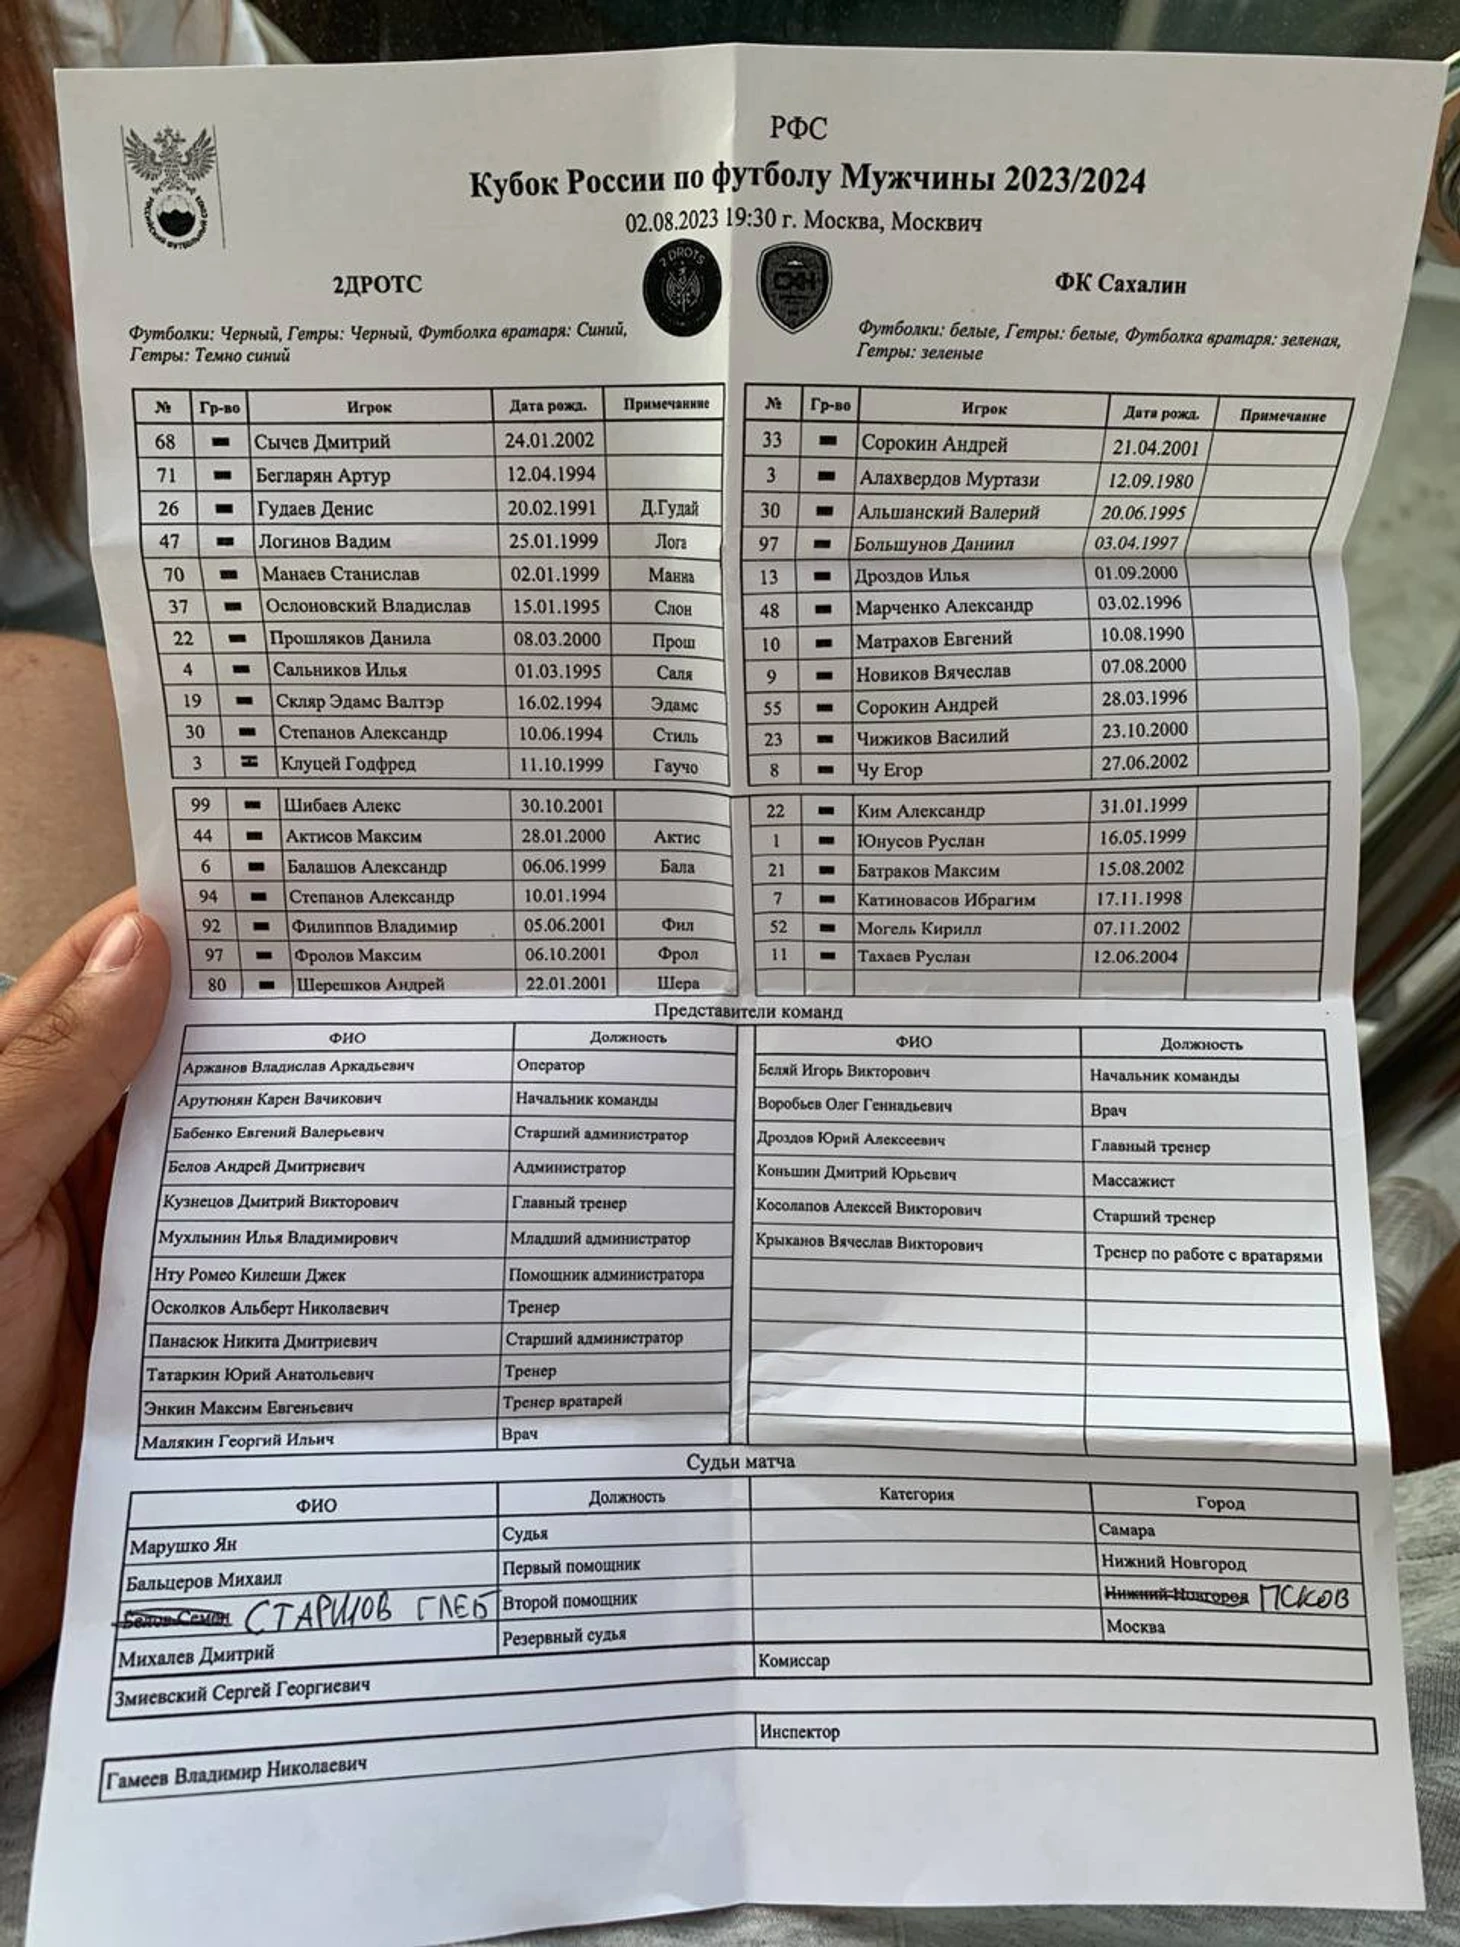 РФС
Кубок России по футболу Мужчины 2023/2024
02.08.2023 19:30 г. Москва, Москвич
РОССИЙСКИЙ ФУТБОЛЬНЫЙ СОЮЗ
2ДРОТС
2 DROTS
СХН
ФК Сахалин
Футболки: Черный, Гетры: Черный, Футболка вратаря: Синий,
Гетры: Темно синий
Футболки: белые, Гетры: белые, Футболка вратаря: зеленая,
Гетры: зеленые
№ Гр-во Игрок Дата рожд. Примечание
68 Сычев Дмитрий 24.01.2002
71 Бегларян Артур 12.04.1994
26 Гудаев Денис 20.02.1991 Д.Гудай
47 Логинов Вадим 25.01.1999 Лога
70 Манаев Станислав 02.01.1999 Манна
37 Ослоновский Владислав 15.01.1995 Слон
22 Прошляков Данила 08.03.2000 Прош
4 Сальников Илья 01.03.1995 Саля
19 Скляр Эдамс Валтэр 16.02.1994 Эдамс
30 Степанов Александр 10.06.1994 Стиль
3 Клуцей Годфред 11.10.1999 Гаучо
99 Шибаев Алекс 30.10.2001
44 Актисов Максим 28.01.2000 Актис
6 Балашов Александр 06.06.1999 Бала
94 Степанов Александр 10.01.1994
92 Филиппов Владимир 05.06.2001 Фил
97 Фролов Максим 06.10.2001 Фрол
80 Шерешков Андрей 22.01.2001 Шера
№ Гр-во Игрок Дата рожд. Примечание
33 Сорокин Андрей 21.04.2001
3 Алахвердов Муртази 12.09.1980
30 Альшанский Валерий 20.06.1995
97 Большунов Даниил 03.04.1997
13 Дроздов Илья 01.09.2000
48 Марченко Александр 03.02.1996
10 Матрахов Евгений 10.08.1990
9 Новиков Вячеслав 07.08.2000
55 Сорокин Андрей 28.03.1996
23 Чижиков Василий 23.10.2000
8 Чу Егор 27.06.2002
22 Ким Александр 31.01.1999
1 Юнусов Руслан 16.05.1999
21 Батраков Максим 15.08.2002
7 Катиновасов Ибрагим 17.11.1998
52 Могель Кирилл 07.11.2002
11 Тахаев Руслан 12.06.2004
Представители команд
ФИО Должность
Аржанов Владислав Аркадьевич Оператор
Арутюнян Карен Вачикович Начальник команды
Бабенко Евгений Валерьевич Старший администратор
Белов Андрей Дмитриевич Администратор
Кузнецов Дмитрий Викторович Главный тренер
Мухлынин Илья Владимирович Младший администратор
Нту Ромео Килеши Джек Помощник администратора
Осколков Альберт Николаевич Тренер
Панасюк Никита Дмитриевич Старший администратор
Татаркин Юрий Анатольевич Тренер
Энкин Максим Евгеньевич Тренер вратарей
Малякин Георгий Ильич Врач
ФИО Должность
Беляй Игорь Викторович Начальник команды
Воробьев Олег Геннадьевич Врач
Дроздов Юрий Алексеевич Главный тренер
Коньшин Дмитрий Юрьевич Массажист
Косолапов Алексей Викторович Старший тренер
Крыканов Вячеслав Викторович Тренер по работе с вратарями
Судьи матча
ФИО Должность Категория Город
Марушко Ян Судья Самара
Бальцеров Михаил Первый помощник Нижний Новгород
Белов Семен СТАРШОВ ГЛЕБ Второй помощник Нижний Новгород ПСКОВ
Михалев Дмитрий Резервный судья Москва
Змиевский Сергей Георгиевич Комиссар
Гамеев Владимир Николаевич Инспектор